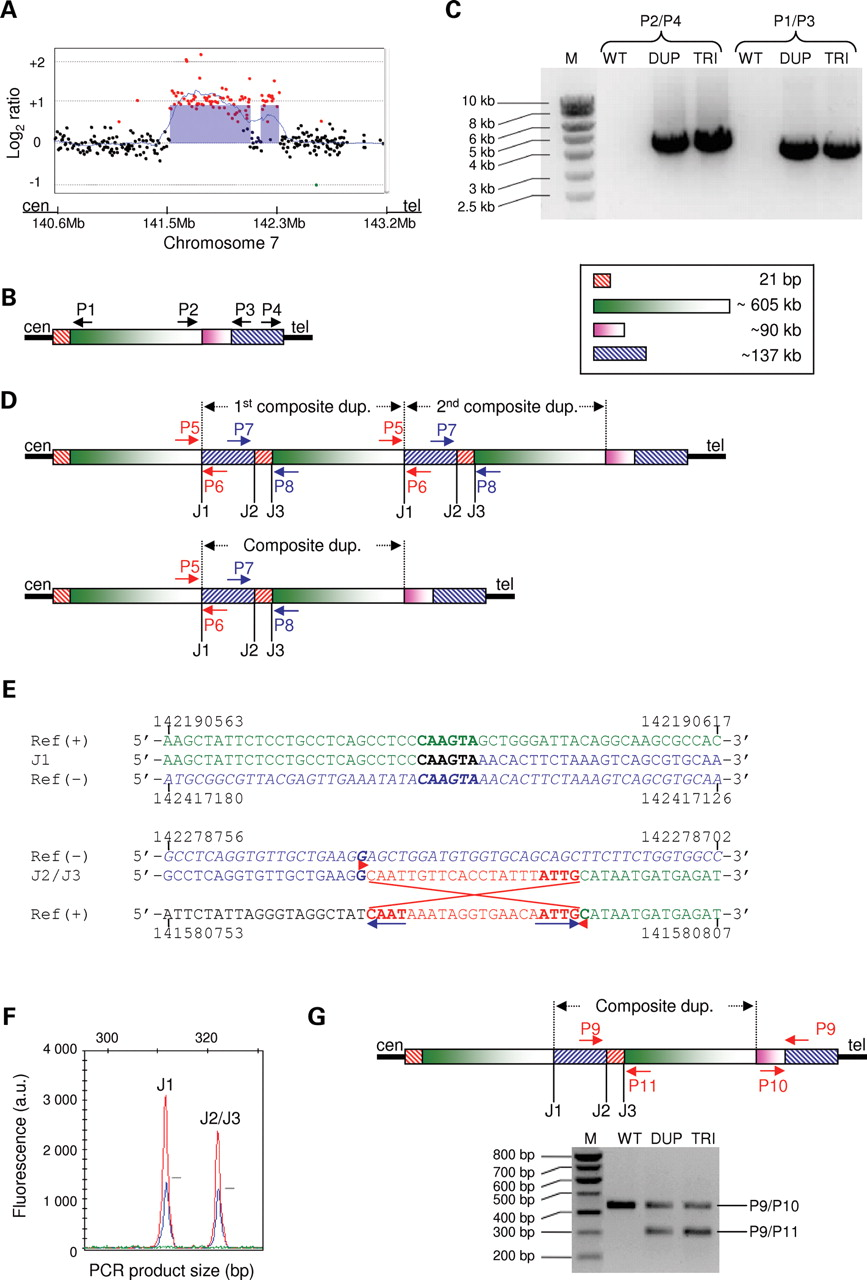 A
Log2 ratio
+2
+1
0
-1
cen
tel
140.6Mb 141.5Mb 142.3Mb 143.2Mb
Chromosome 7
C
P2/P4 P1/P3
M WT DUP TRI WT DUP TRI
10 kb
8 kb
6 kb
5 kb
4 kb
3 kb
2.5 kb
B
P1 P2 P3 P4
cen tel
21 bp
~ 605 kb
~90 kb
~137 kb
D
1st composite dup. 2nd composite dup.
P5 P7 P5 P7
cen tel
P6 P8 P6 P8
J1 J2 J3 J1 J2 J3
Composite dup.
P5 P7
cen tel
P6 P8
J1 J2 J3
E
142190563 142190617
Ref(+) 5′-AAGCTATTCTCCTGCCTCAGCCTCCCAAGTAGCTGGGATTACAGGCAAGCGCCAC-3′
J1 5′-AAGCTATTCTCCTGCCTCAGCCTCCCAAGTAAACACTTCTAAAGTCAGCGTGCAA-3′
Ref(-) 5′-ATGCGGCGTTACGAGTTGAAATATACAAGTAAACACTTCTAAAGTCAGCGTGCAA-3′
142417180 142417126
142278756 142278702
Ref(-) 5′-GCCTCAGGTGTTGCTGAAGGAGCTGGATGTGGTGCAGCAGCTTCTTCTGGTGGCC-3′
J2/J3 5′-GCCTCAGGTGTTGCTGAAGGCAATTGTTCACCTATTTATTGCATAATGATGAGAT-3′
Ref(+) 5′-ATTCTATTAGGGTAGGCTATCAATAAATAGGTGAACAATTGCATAATGATGAGAT-3′
141580753 141580807
F
300 320
4 000
3 000
2 000
1 000
0
Fluorescence (a.u.)
J1
J2/J3
PCR product size (bp)
G
Composite dup.
P9 P9
cen tel
P11 P10
J1 J2 J3
M WT DUP TRI
800 bp
700 bp
600 bp
500 bp
400 bp
300 bp
200 bp
P9/P10
P9/P11